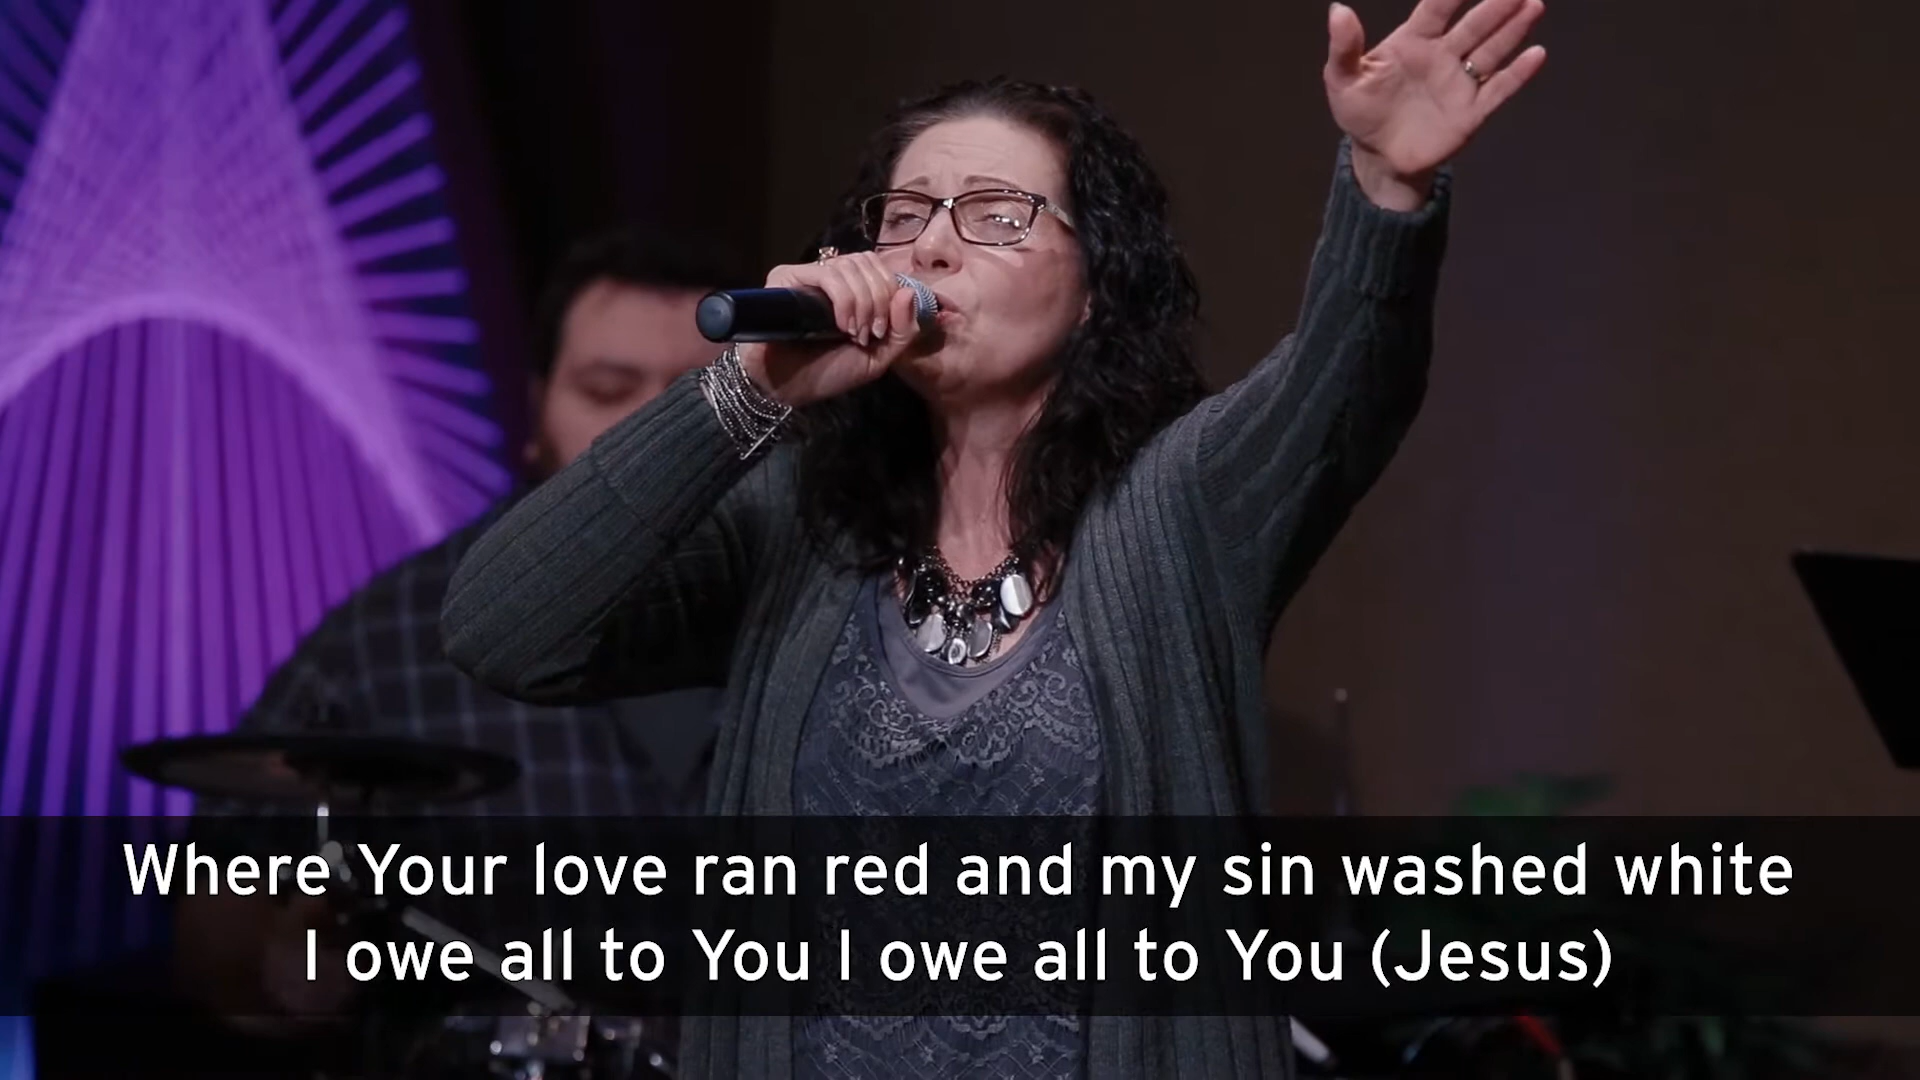 Where Your love ran red and my sin washed white
I owe all to You I owe all to You (Jesus)